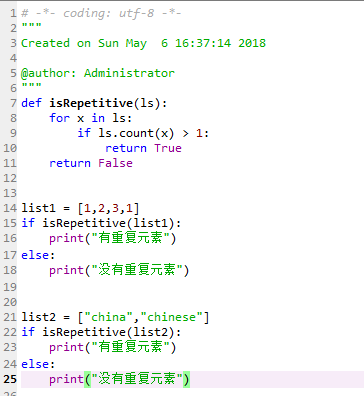 1 # -*- coding: utf-8 -*-
2 """
3 Created on Sun May  6 16:37:14 2018
4
5 @author: Administrator
6 """
7 def isRepetitive(ls):
8     for x in ls:
9         if ls.count(x) > 1:
10             return True
11     return False
12
13
14 list1 = [1,2,3,1]
15 if isRepetitive(list1):
16     print("有重复元素")
17 else:
18     print("没有重复元素")
19
20
21 list2 = ["china","chinese"]
22 if isRepetitive(list2):
23     print("有重复元素")
24 else:
25     print("没有重复元素")